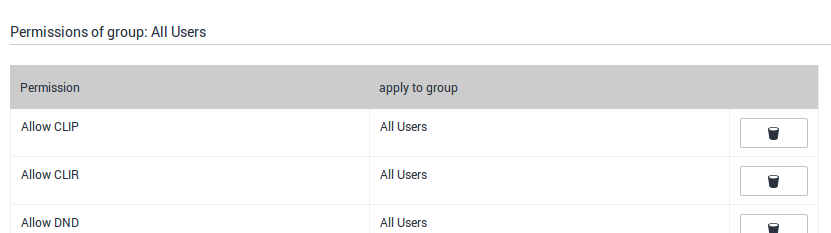 Permissions of group: All Users
Permission apply to group
Allow CLIP All Users
Allow CLIR All Users
Allow DND All Users